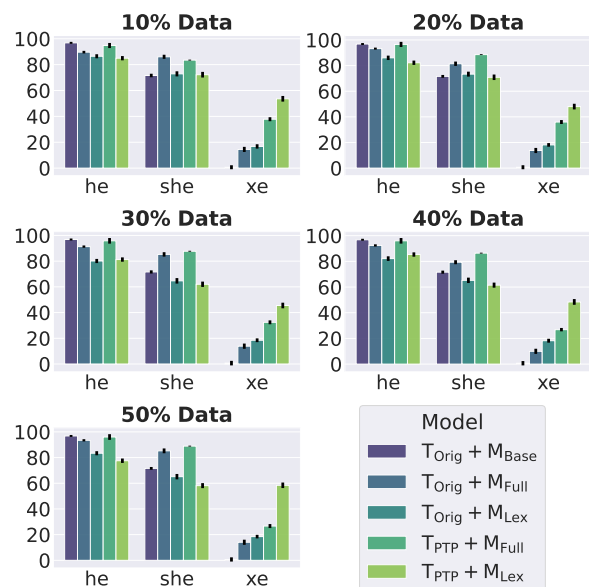 10% Data
100
80
60
40
20
0
he she xe
20% Data
100
80
60
40
20
0
he she xe
30% Data
100
80
60
40
20
0
he she xe
40% Data
100
80
60
40
20
0
he she xe
50% Data
100
80
60
40
20
0
he she xe
Model
T_Orig + M_Base
T_Orig + M_Full
T_Orig + M_Lex
T_PTP + M_Full
T_PTP + M_Lex